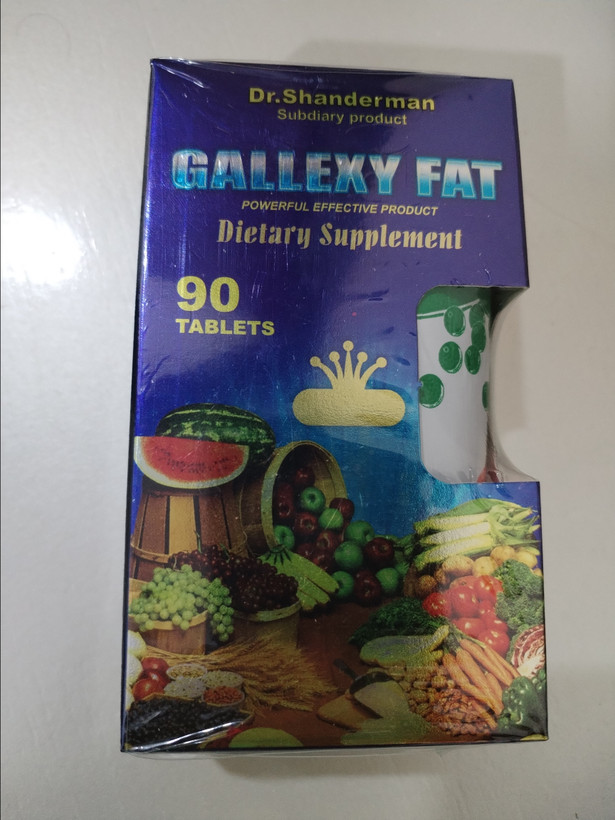 Dr.Shanderman
Subdiary product
GALLEXY FAT
POWERFUL EFFECTIVE PRODUCT
Dietary Supplement
90
TABLETS